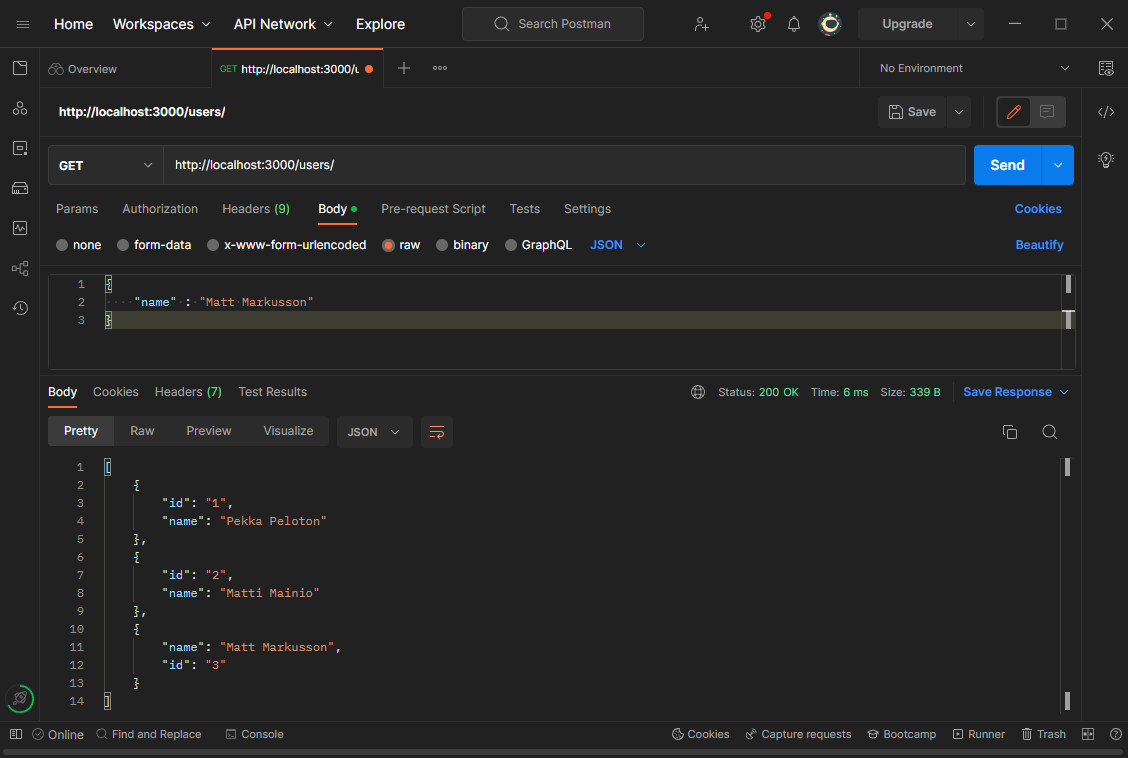 Home Workspaces API Network Explore Search Postman Upgrade
Overview GET http://localhost:3000/u No Environment
http://localhost:3000/users/ Save
GET http://localhost:3000/users/ Send
Params Authorization Headers (9) Body Pre-request Script Tests Settings Cookies
none form-data x-www-form-urlencoded raw binary GraphQL JSON Beautify
1 {
2 "name" : "Matt Markusson"
3 }
Body Cookies Headers (7) Test Results Status: 200 OK Time: 6 ms Size: 339 B Save Response
Pretty Raw Preview Visualize JSON
1 [
2 {
3 "id": "1",
4 "name": "Pekka Peloton"
5 },
6 {
7 "id": "2",
8 "name": "Matti Mainio"
9 },
10 {
11 "name": "Matt Markusson",
12 "id": "3"
13 }
14 ]
Online Find and Replace Console Cookies Capture requests Bootcamp Runner Trash